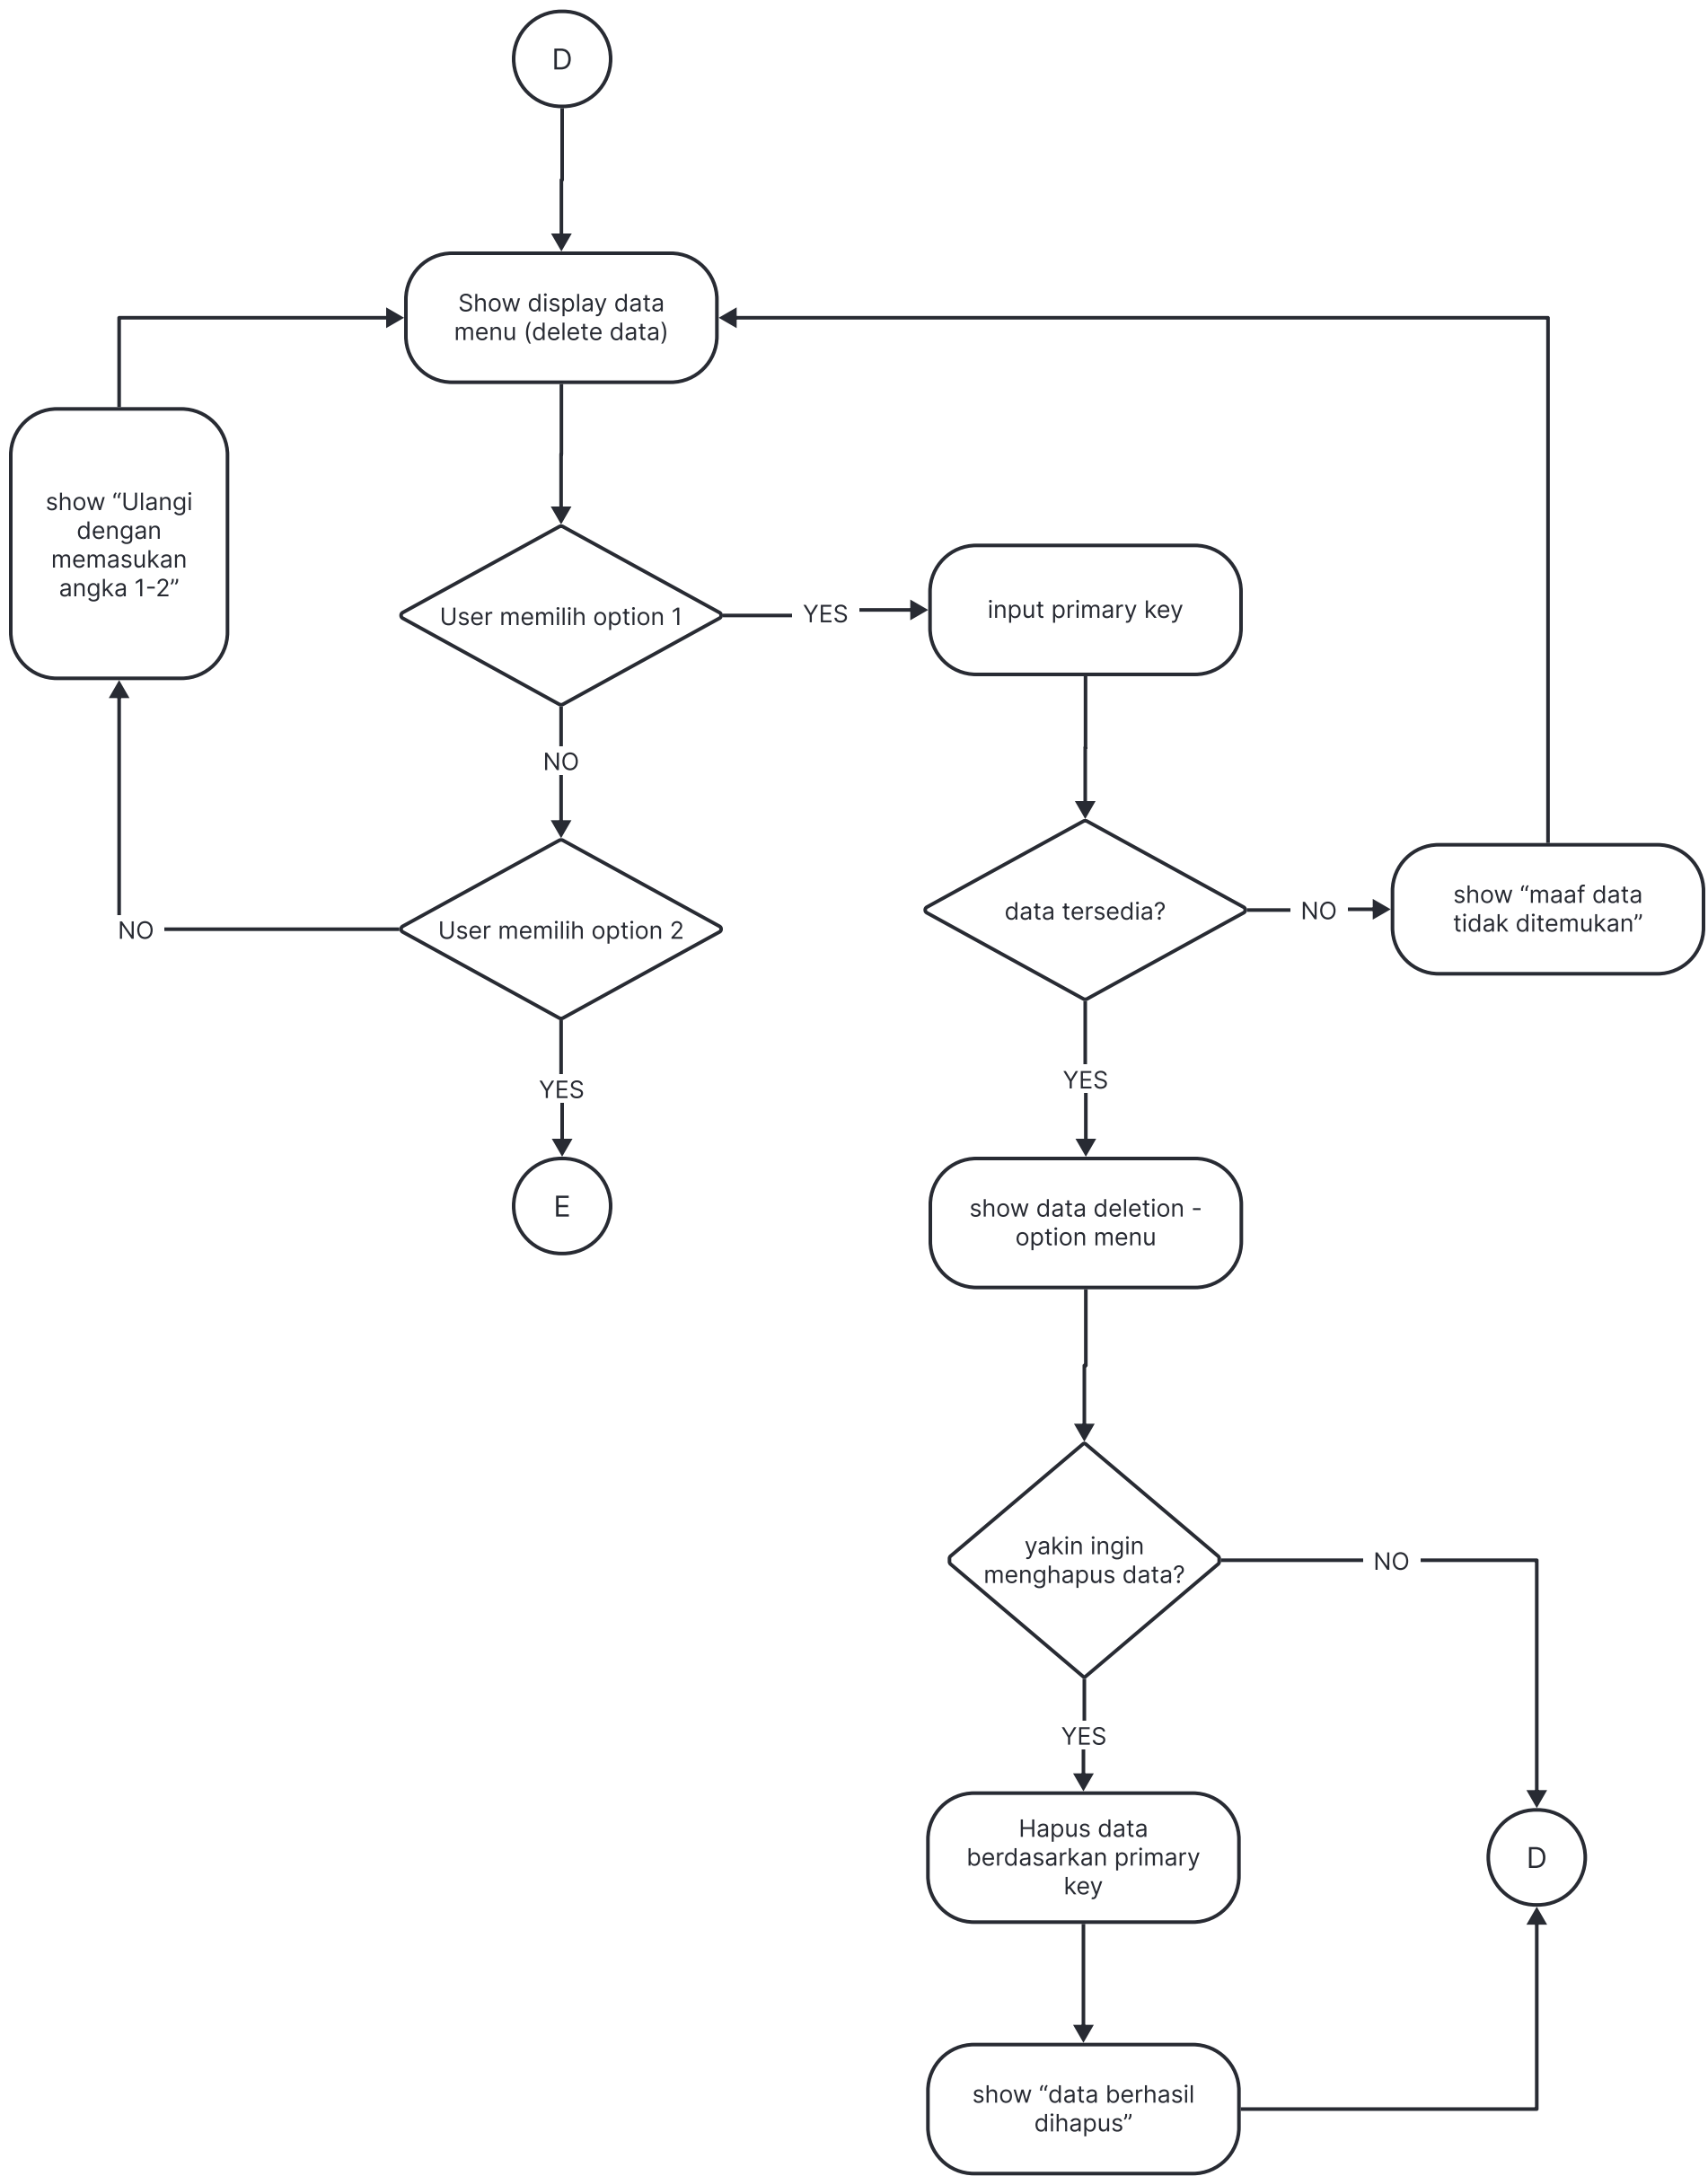 D
Show display data
menu (delete data)
show “Ulangi
dengan
memasukan
angka 1-2”
User memilih option 1
YES
input primary key
NO
User memilih option 2
NO
data tersedia?
NO
show “maaf data
tidak ditemukan”
YES
YES
E
show data deletion -
option menu
yakin ingin
menghapus data?
NO
YES
Hapus data
berdasarkan primary
key
D
show “data berhasil
dihapus”